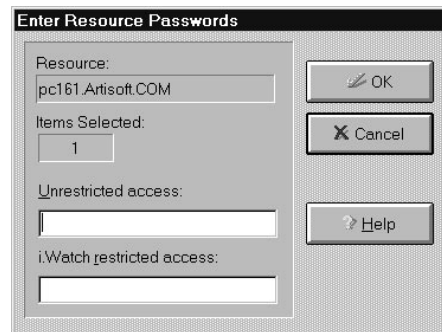 Enter Resource Passwords
Resource:
pc161.Artisoft.COM
Items Selected:
1
Unrestricted access:
i.Watch restricted access:
OK
Cancel
Help